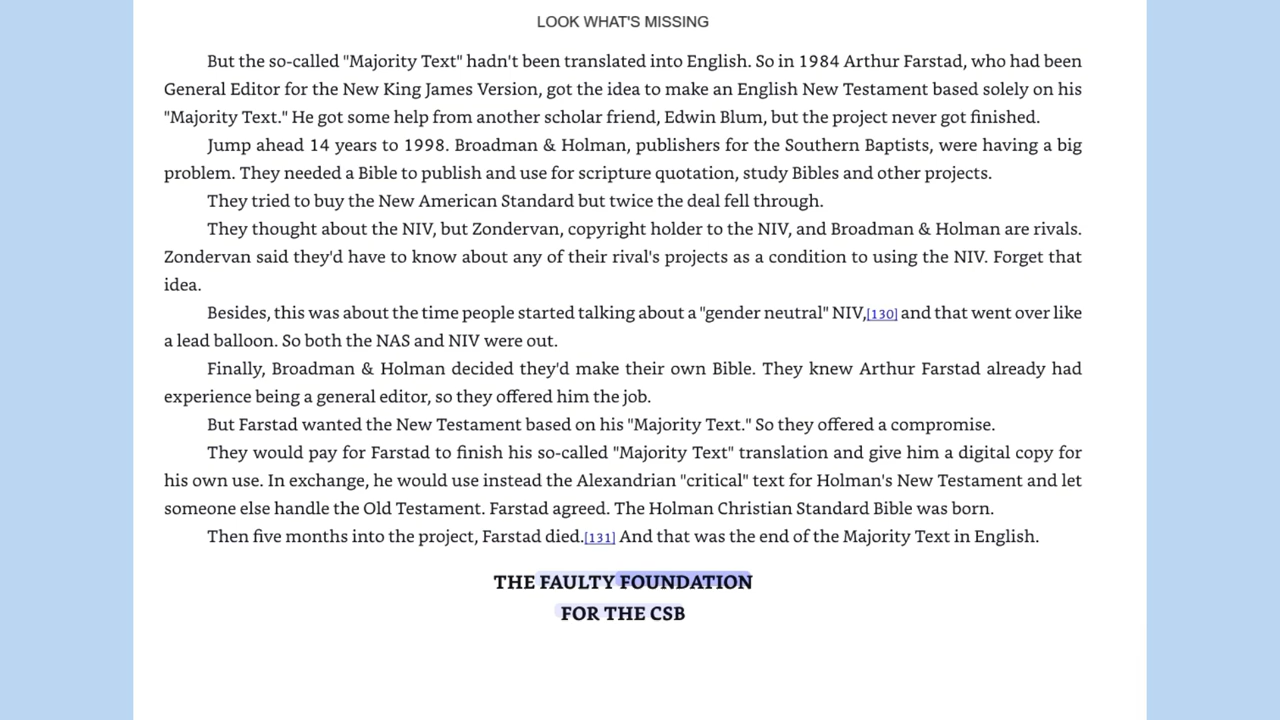 LOOK WHAT'S MISSING
But the so-called "Majority Text" hadn't been translated into English. So in 1984 Arthur Farstad, who had been
General Editor for the New King James Version, got the idea to make an English New Testament based solely on his
"Majority Text." He got some help from another scholar friend, Edwin Blum, but the project never got finished.
Jump ahead 14 years to 1998. Broadman & Holman, publishers for the Southern Baptists, were having a big
problem. They needed a Bible to publish and use for scripture quotation, study Bibles and other projects.
They tried to buy the New American Standard but twice the deal fell through.
They thought about the NIV, but Zondervan, copyright holder to the NIV, and Broadman & Holman are rivals.
Zondervan said they'd have to know about any of their rival's projects as a condition to using the NIV. Forget that
idea.
Besides, this was about the time people started talking about a "gender neutral" NIV,[130] and that went over like
a lead balloon. So both the NAS and NIV were out.
Finally, Broadman & Holman decided they'd make their own Bible. They knew Arthur Farstad already had
experience being a general editor, so they offered him the job.
But Farstad wanted the New Testament based on his "Majority Text." So they offered a compromise.
They would pay for Farstad to finish his so-called "Majority Text" translation and give him a digital copy for
his own use. In exchange, he would use instead the Alexandrian "critical" text for Holman's New Testament and let
someone else handle the Old Testament. Farstad agreed. The Holman Christian Standard Bible was born.
Then five months into the project, Farstad died.[131] And that was the end of the Majority Text in English.
THE FAULTY FOUNDATION
FOR THE CSB